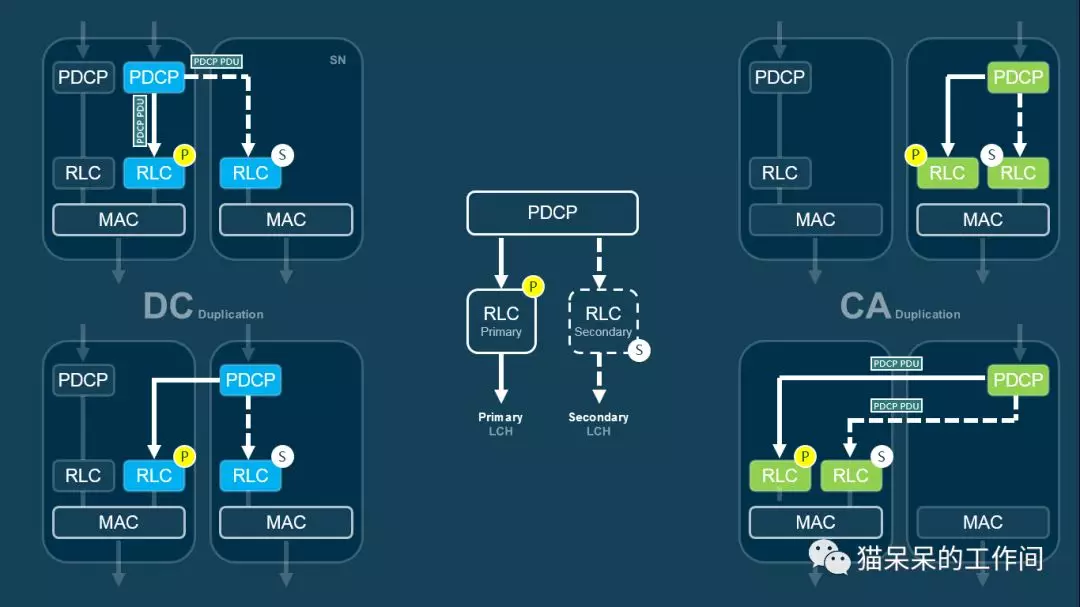 PDCP
PDCP
PDCP PDU
SN
PDCP PDU
RLC
RLC
P
RLC
S
MAC
MAC
DC Duplication
PDCP
PDCP
RLC
RLC
P
RLC
S
MAC
MAC
PDCP
RLC
Primary
P
RLC
Secondary
S
Primary
LCH
Secondary
LCH
PDCP
PDCP
RLC
P
RLC
S
RLC
MAC
MAC
CA Duplication
PDCP PDU
PDCP
PDCP PDU
RLC
P
RLC
S
MAC
MAC
猫呆呆的工作间